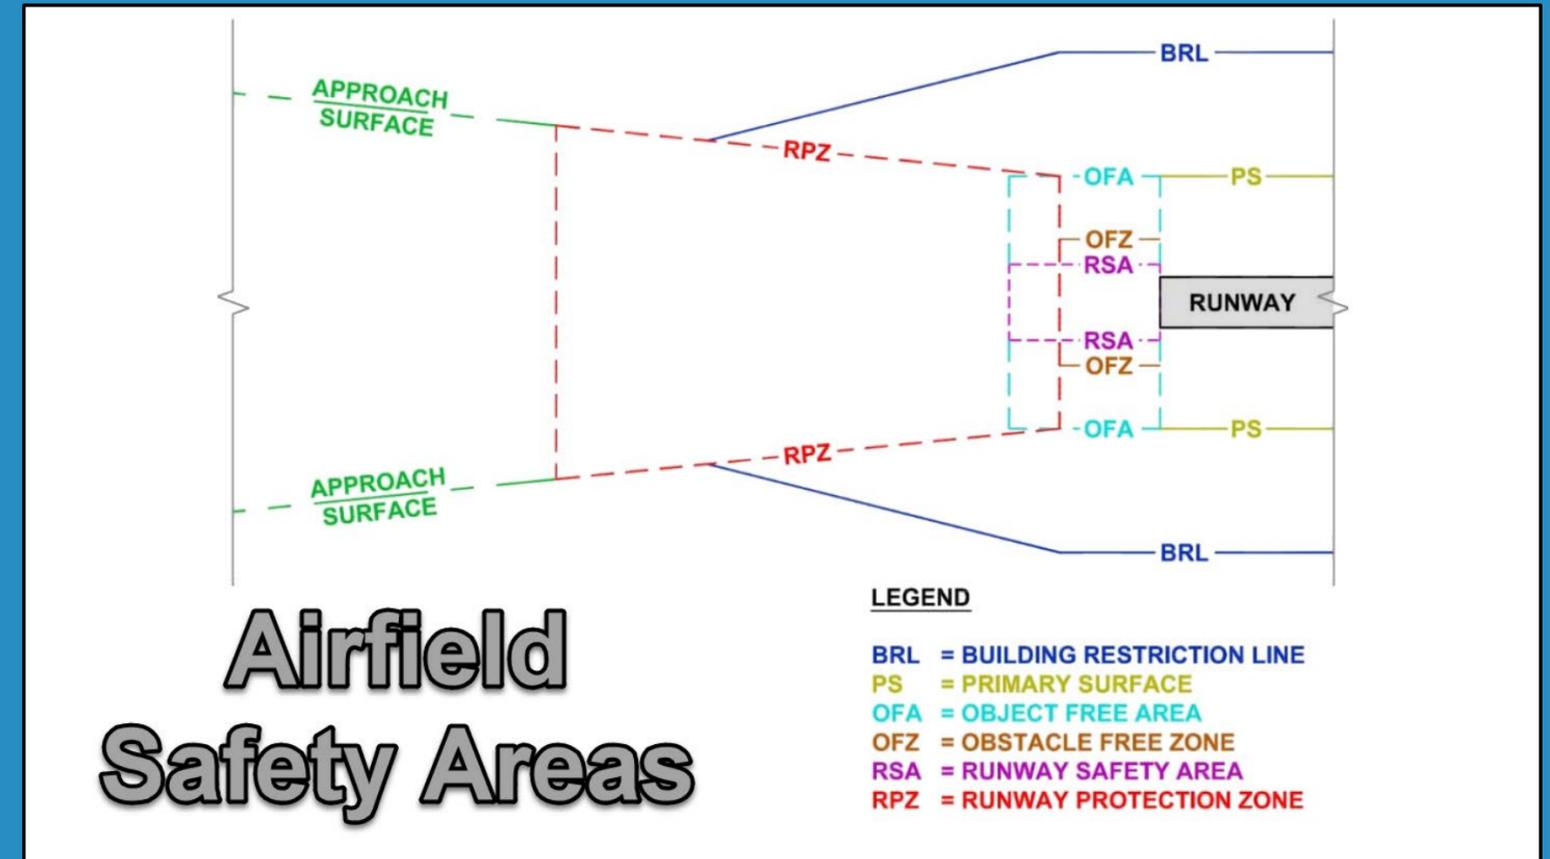 BRL
APPROACH
SURFACE
RPZ
OFA
PS
OFZ
RSA
RUNWAY
RSA
OFZ
OFA
PS
RPZ
APPROACH
SURFACE
BRL
LEGEND
BRL = BUILDING RESTRICTION LINE
PS = PRIMARY SURFACE
OFA = OBJECT FREE AREA
OFZ = OBSTACLE FREE ZONE
RSA = RUNWAY SAFETY AREA
RPZ = RUNWAY PROTECTION ZONE
Airfield
Safety Areas